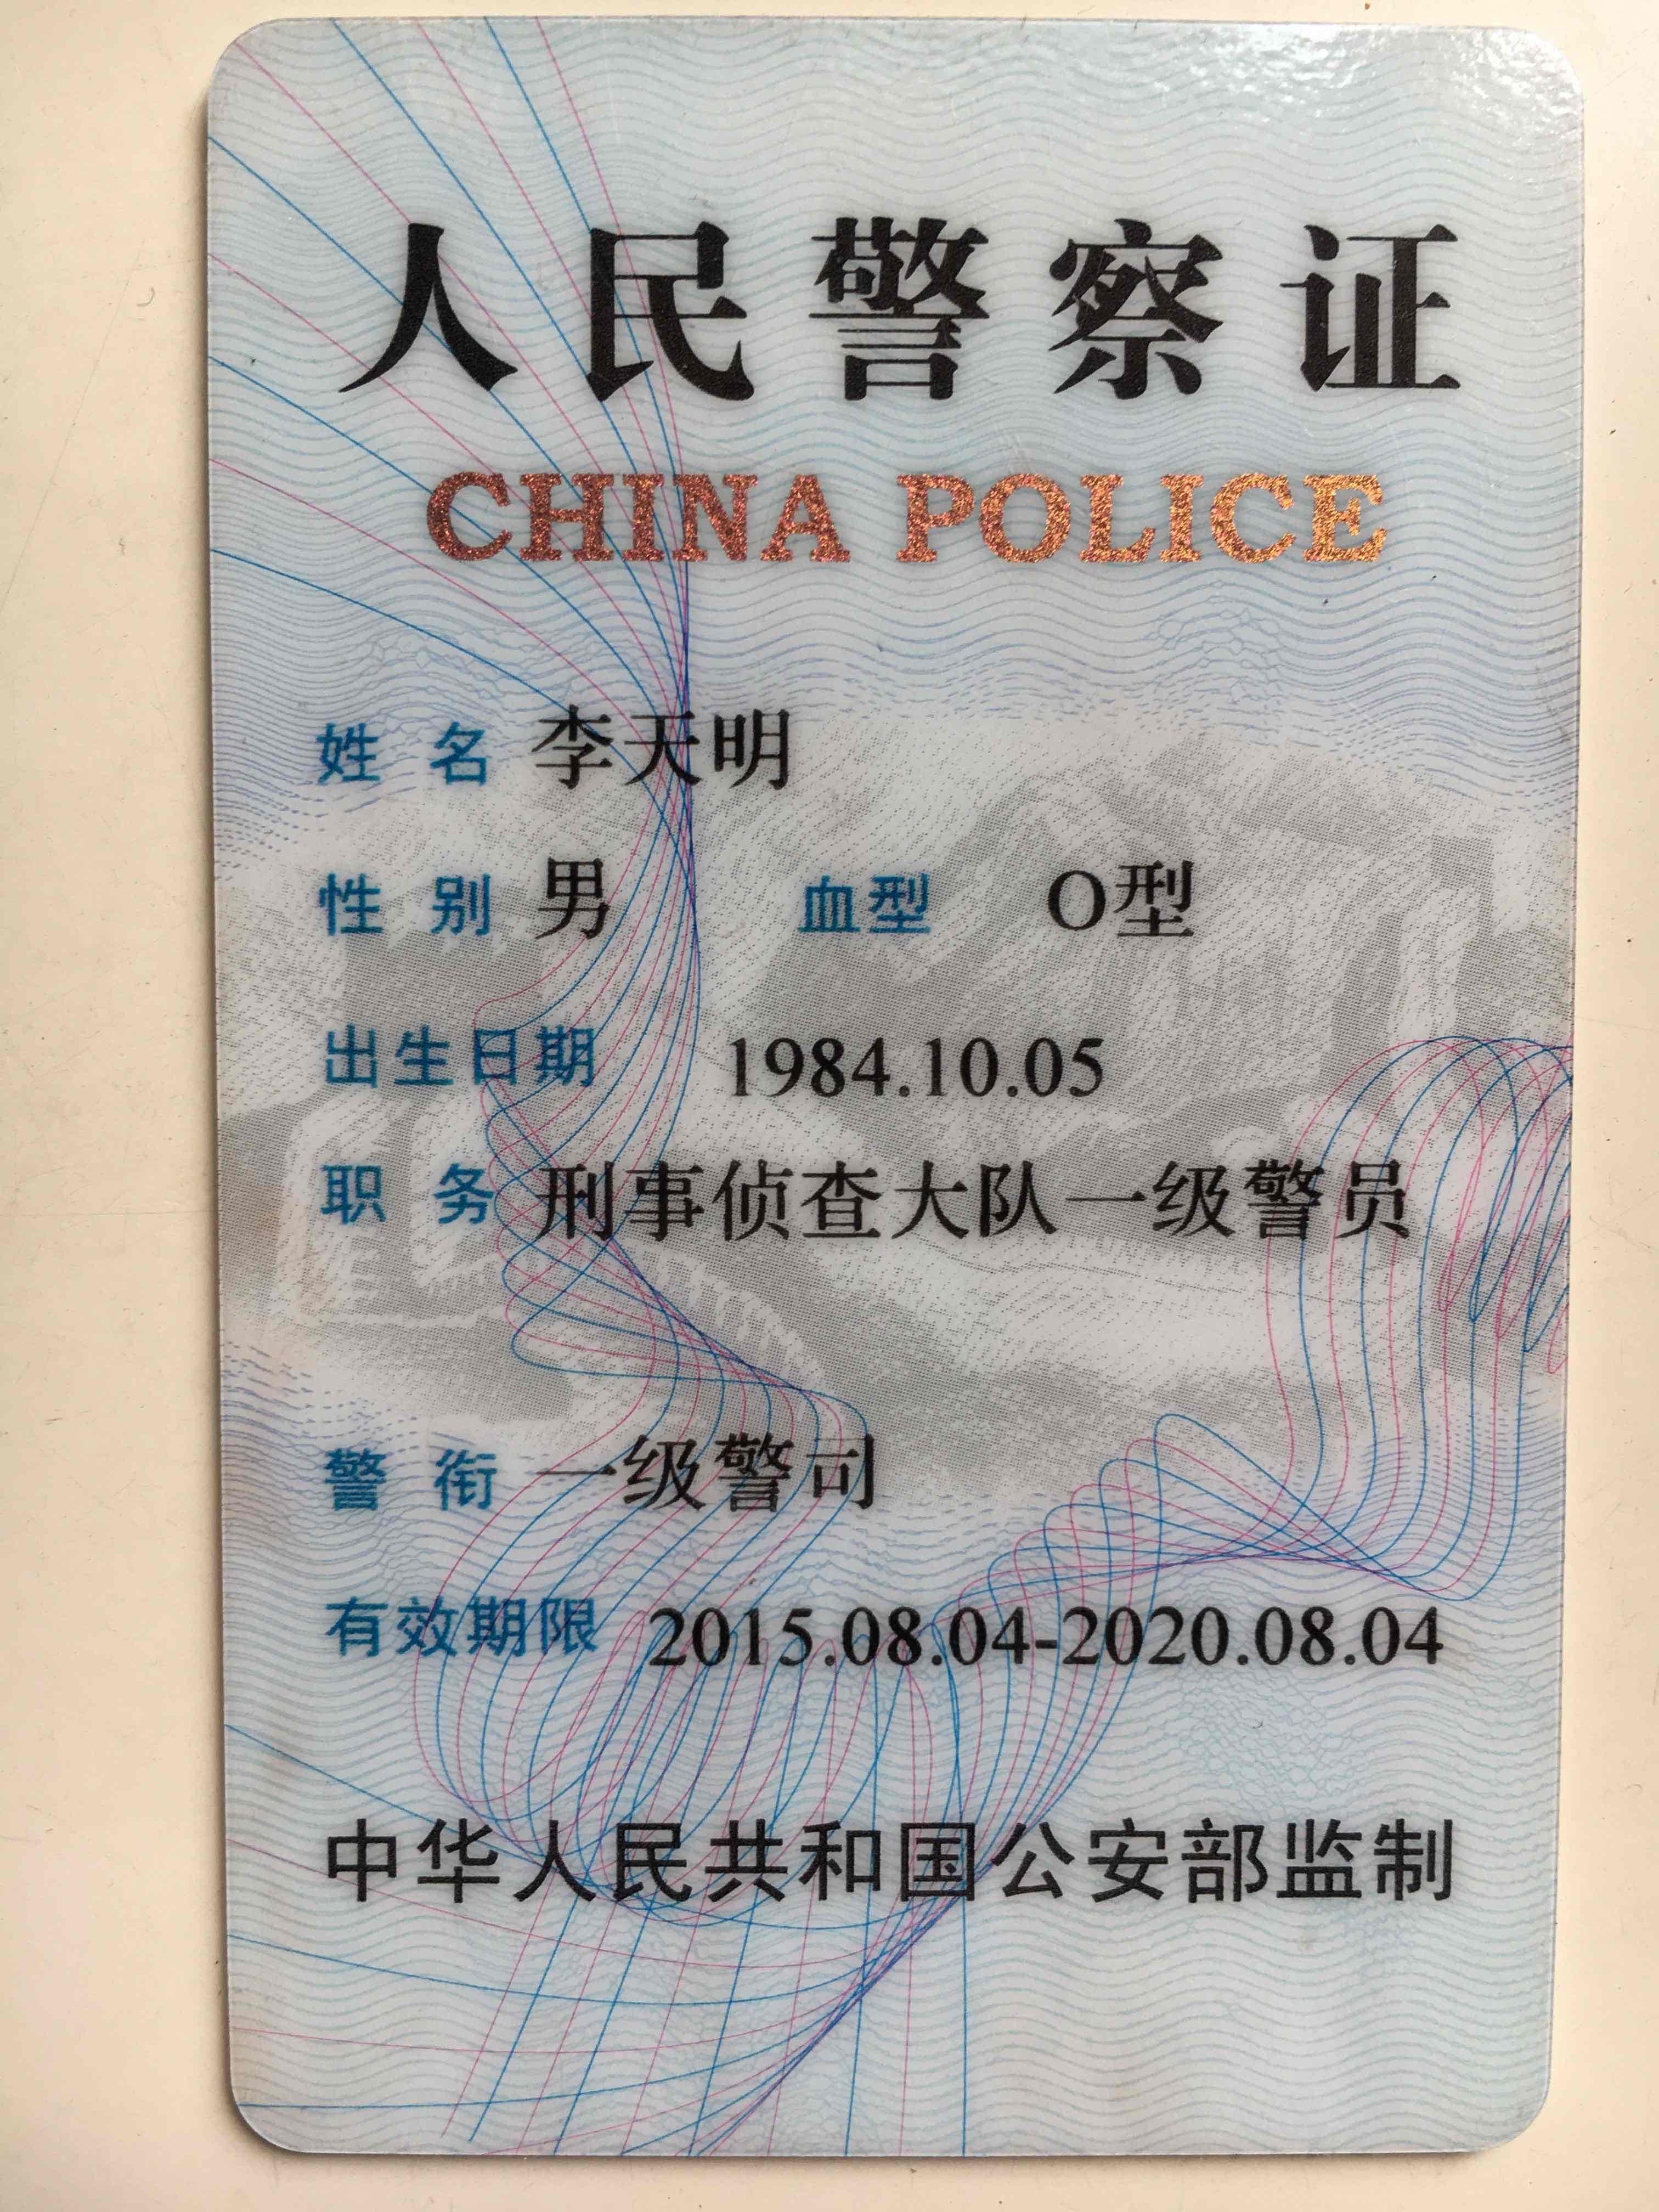 人民警察证
CHINA POLICE
姓 名 李天明
性 别 男 血型 O型
出生日期 1984.10.05
职 务 刑事侦查大队一级警员
警 衔 一级警司
有效期限 2015.08.04-2020.08.04
中华人民共和国公安部监制